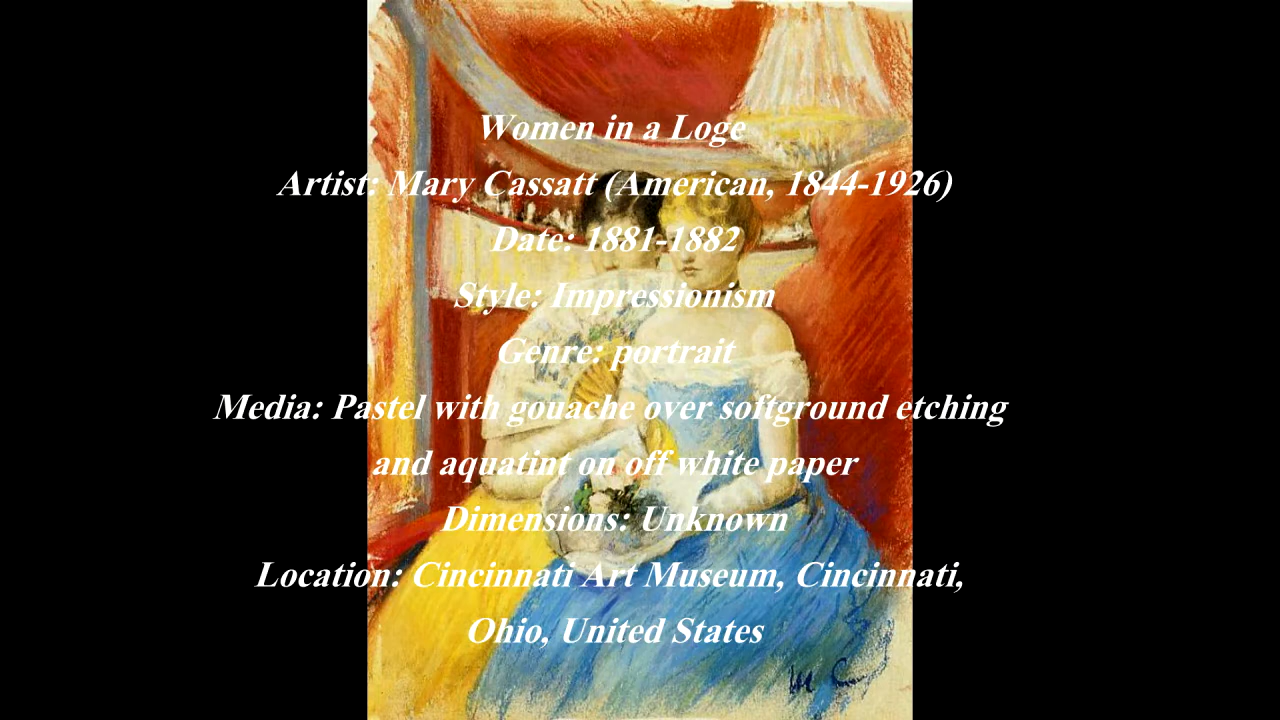 Women in a Loge
Artist: Mary Cassatt (American, 1844-1926)
Date: 1881-1882
Style: Impressionism
Genre: portrait
Media: Pastel with gouache over softground etching
and aquatint on off white paper
Dimensions: Unknown
Location: Cincinnati Art Museum, Cincinnati,
Ohio, United States